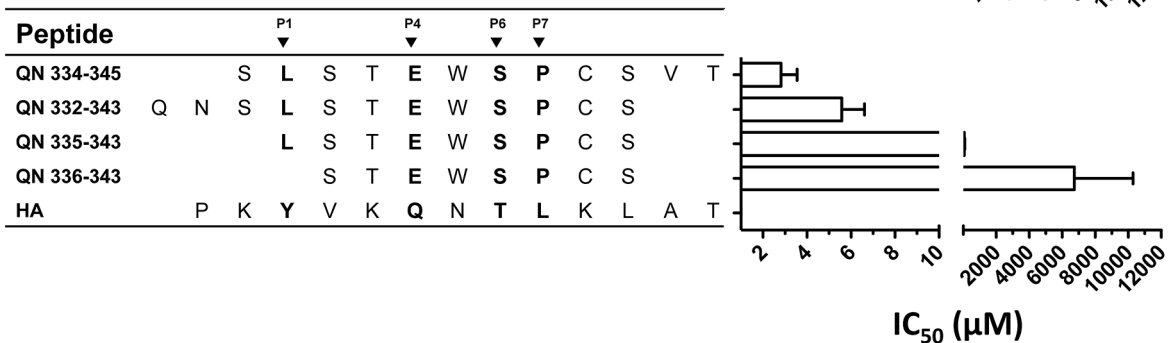 P1 P4 P6 P7
Peptide
QN 334-345 S L S T E W S P C S V T
QN 332-343 Q N S L S T E W S P C S
QN 335-343 L S T E W S P C S
QN 336-343 S T E W S P C S
HA P K Y V K Q N T L K L A T
2 4 6 8 10 2000 4000 6000 8000 10000 12000
IC50 (μM)